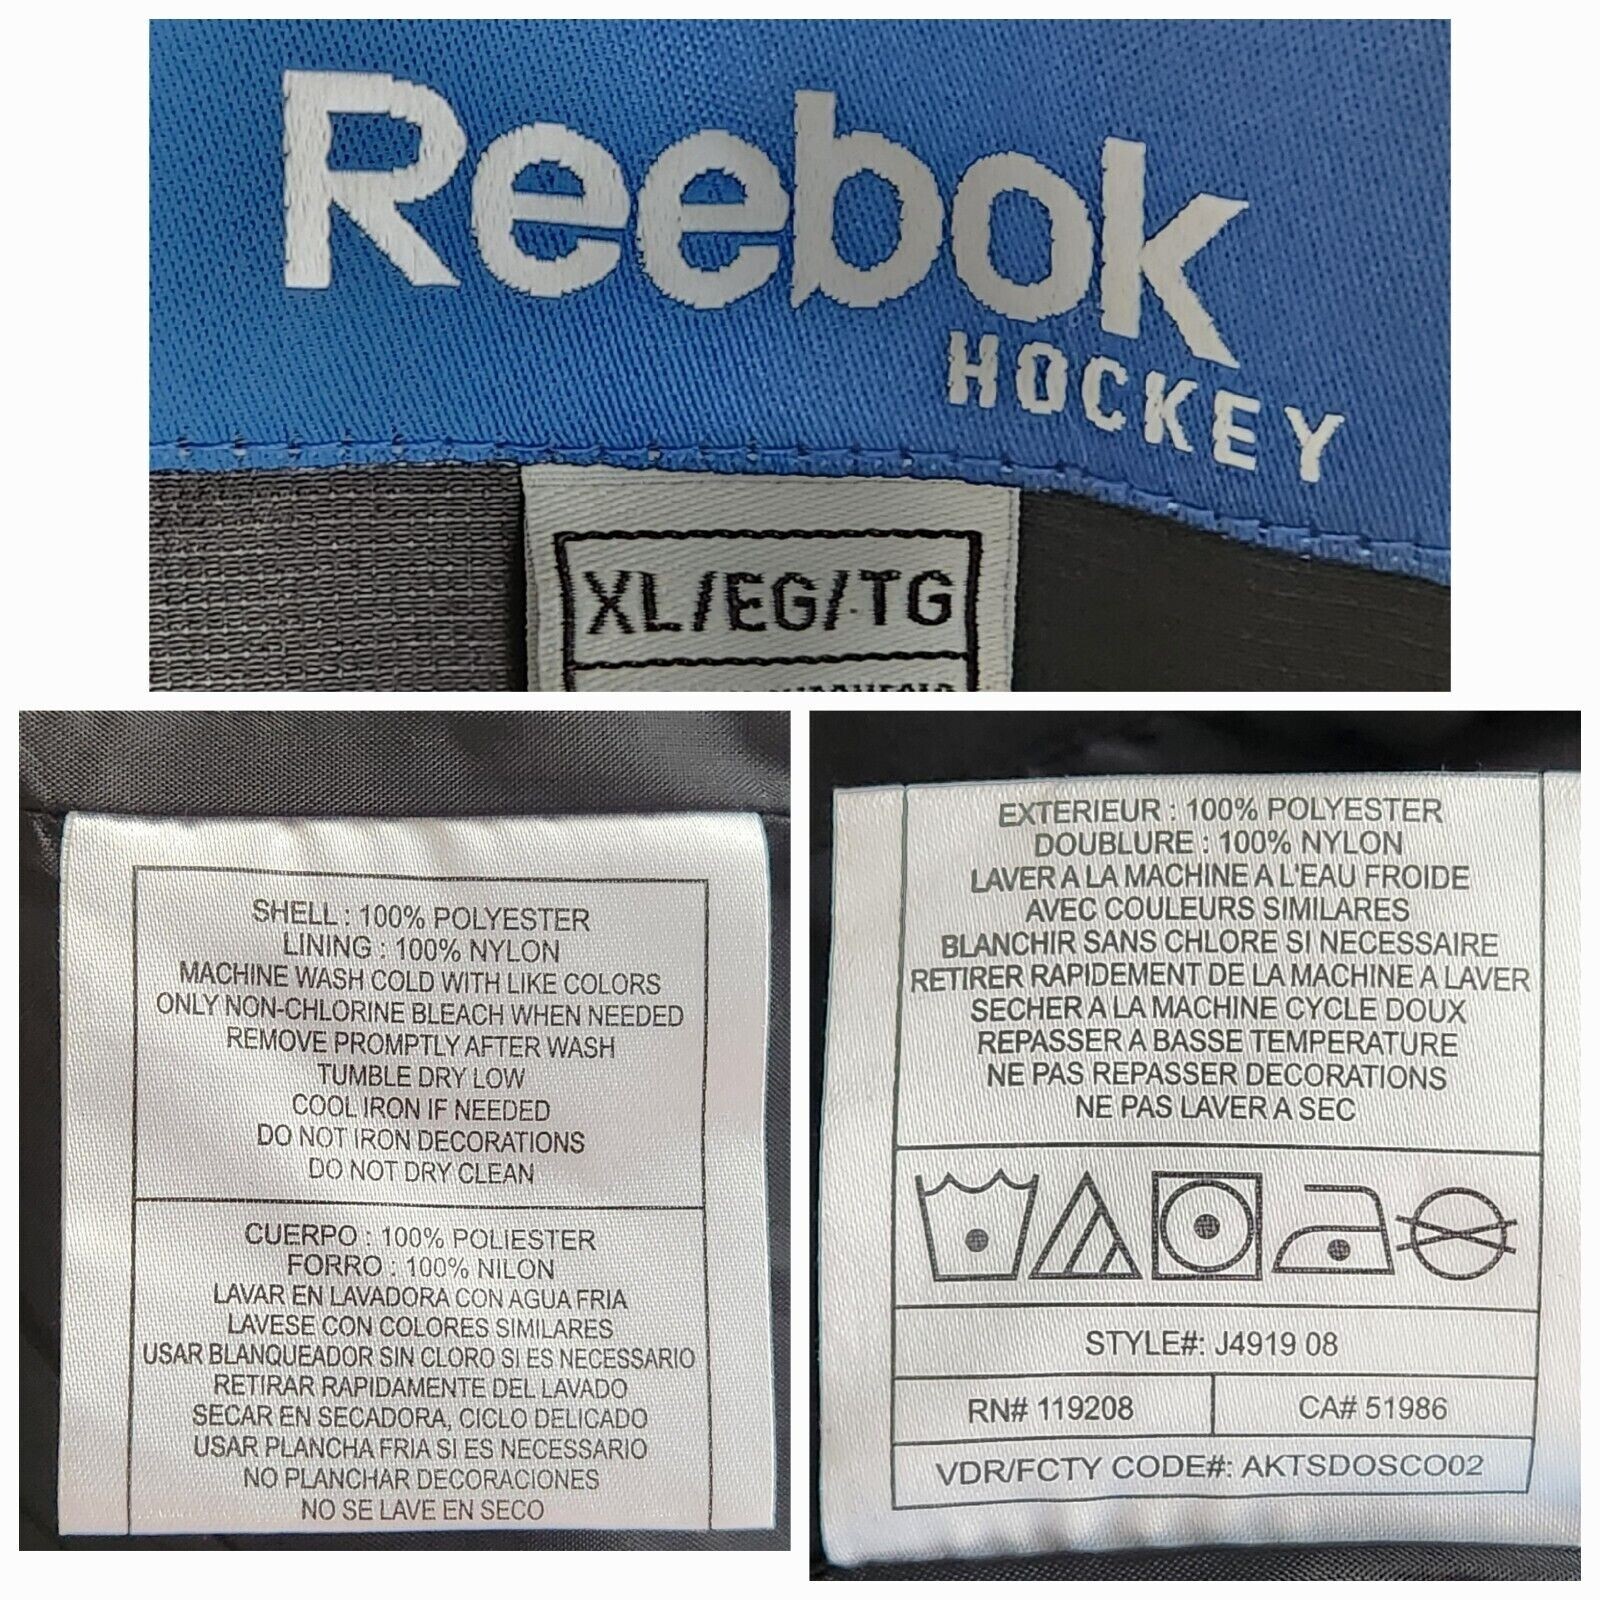 Reebok
HOCKEY
XL/EG/TG
SHELL : 100% POLYESTER
LINING : 100% NYLON
MACHINE WASH COLD WITH LIKE COLORS
ONLY NON-CHLORINE BLEACH WHEN NEEDED
REMOVE PROMPTLY AFTER WASH
TUMBLE DRY LOW
COOL IRON IF NEEDED
DO NOT IRON DECORATIONS
DO NOT DRY CLEAN
CUERPO : 100% POLIESTER
FORRO : 100% NILON
LAVAR EN LAVADORA CON AGUA FRIA
LAVESE CON COLORES SIMILARES
USAR BLANQUEADOR SIN CLORO SI ES NECESSARIO
RETIRAR RAPIDAMENTE DEL LAVADO
SECAR EN SECADORA, CICLO DELICADO
USAR PLANCHA FRIA SI ES NECESSARIO
NO PLANCHAR DECORACIONES
NO SE LAVE EN SECO
EXTERIEUR : 100% POLYESTER
DOUBLURE : 100% NYLON
LAVER A LA MACHINE A L'EAU FROIDE
AVEC COULEURS SIMILARES
BLANCHIR SANS CHLORE SI NECESSAIRE
RETIRER RAPIDEMENT DE LA MACHINE A LAVER
SECHER A LA MACHINE CYCLE DOUX
REPASSER A BASSE TEMPERATURE
NE PAS REPASSER DECORATIONS
NE PAS LAVER A SEC
STYLE#: J4919 08
RN# 119208
CA# 51986
VDR/FCTY CODE#: AKTSDOSCO02